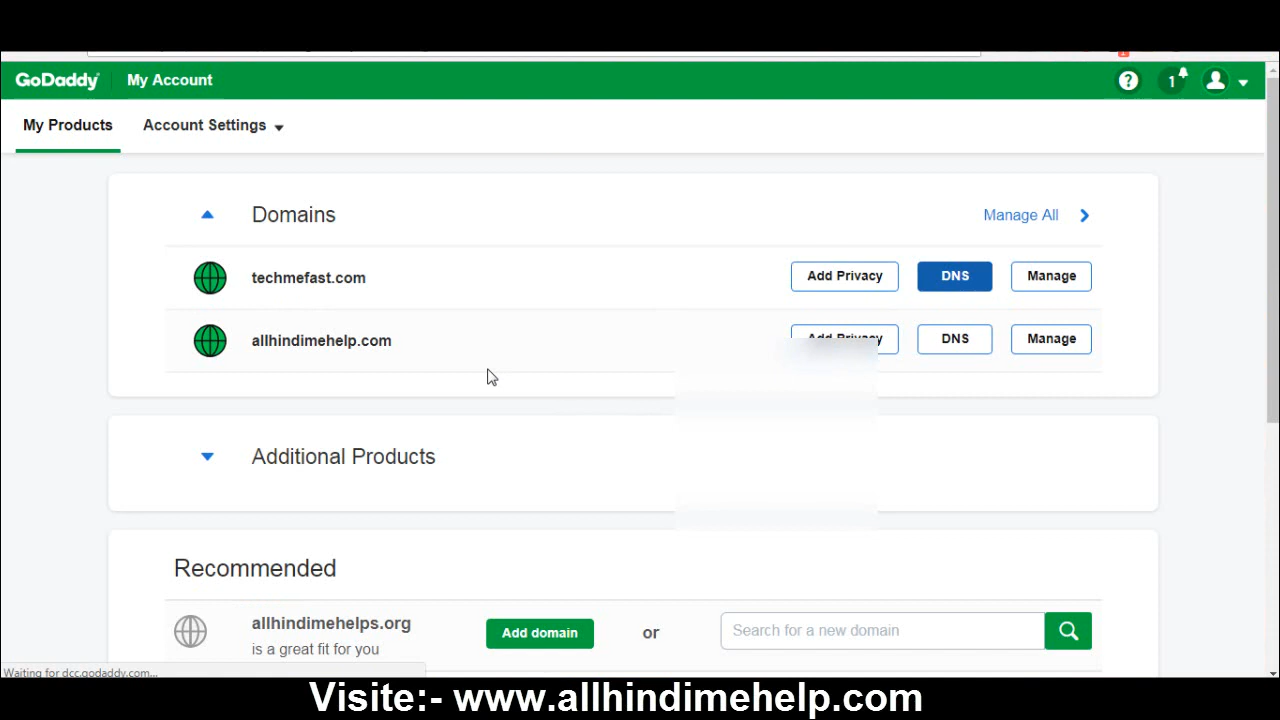 GoDaddy My Account 1
My Products Account Settings
Domains Manage All
techmefast.com Add Privacy DNS Manage
allhindimehelp.com Add Privacy DNS Manage
Additional Products
Recommended
allhindimehelps.org
is a great fit for you
Add domain or Search for a new domain
Waiting for dcc.godaddy.com...
Visite:- www.allhindimehelp.com